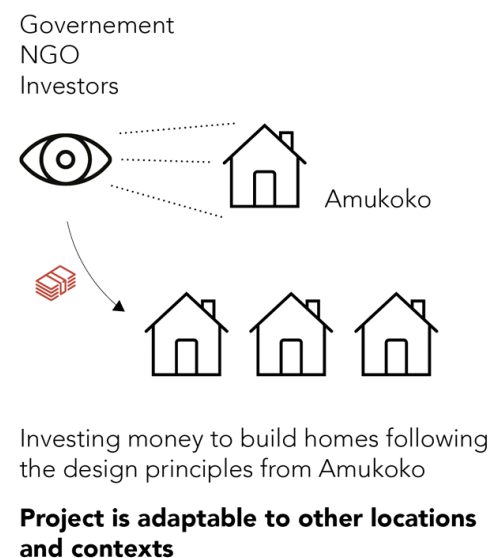 Governement
NGO
Investors
Amukoko
Investing money to build homes following
the design principles from Amukoko
Project is adaptable to other locations
and contexts